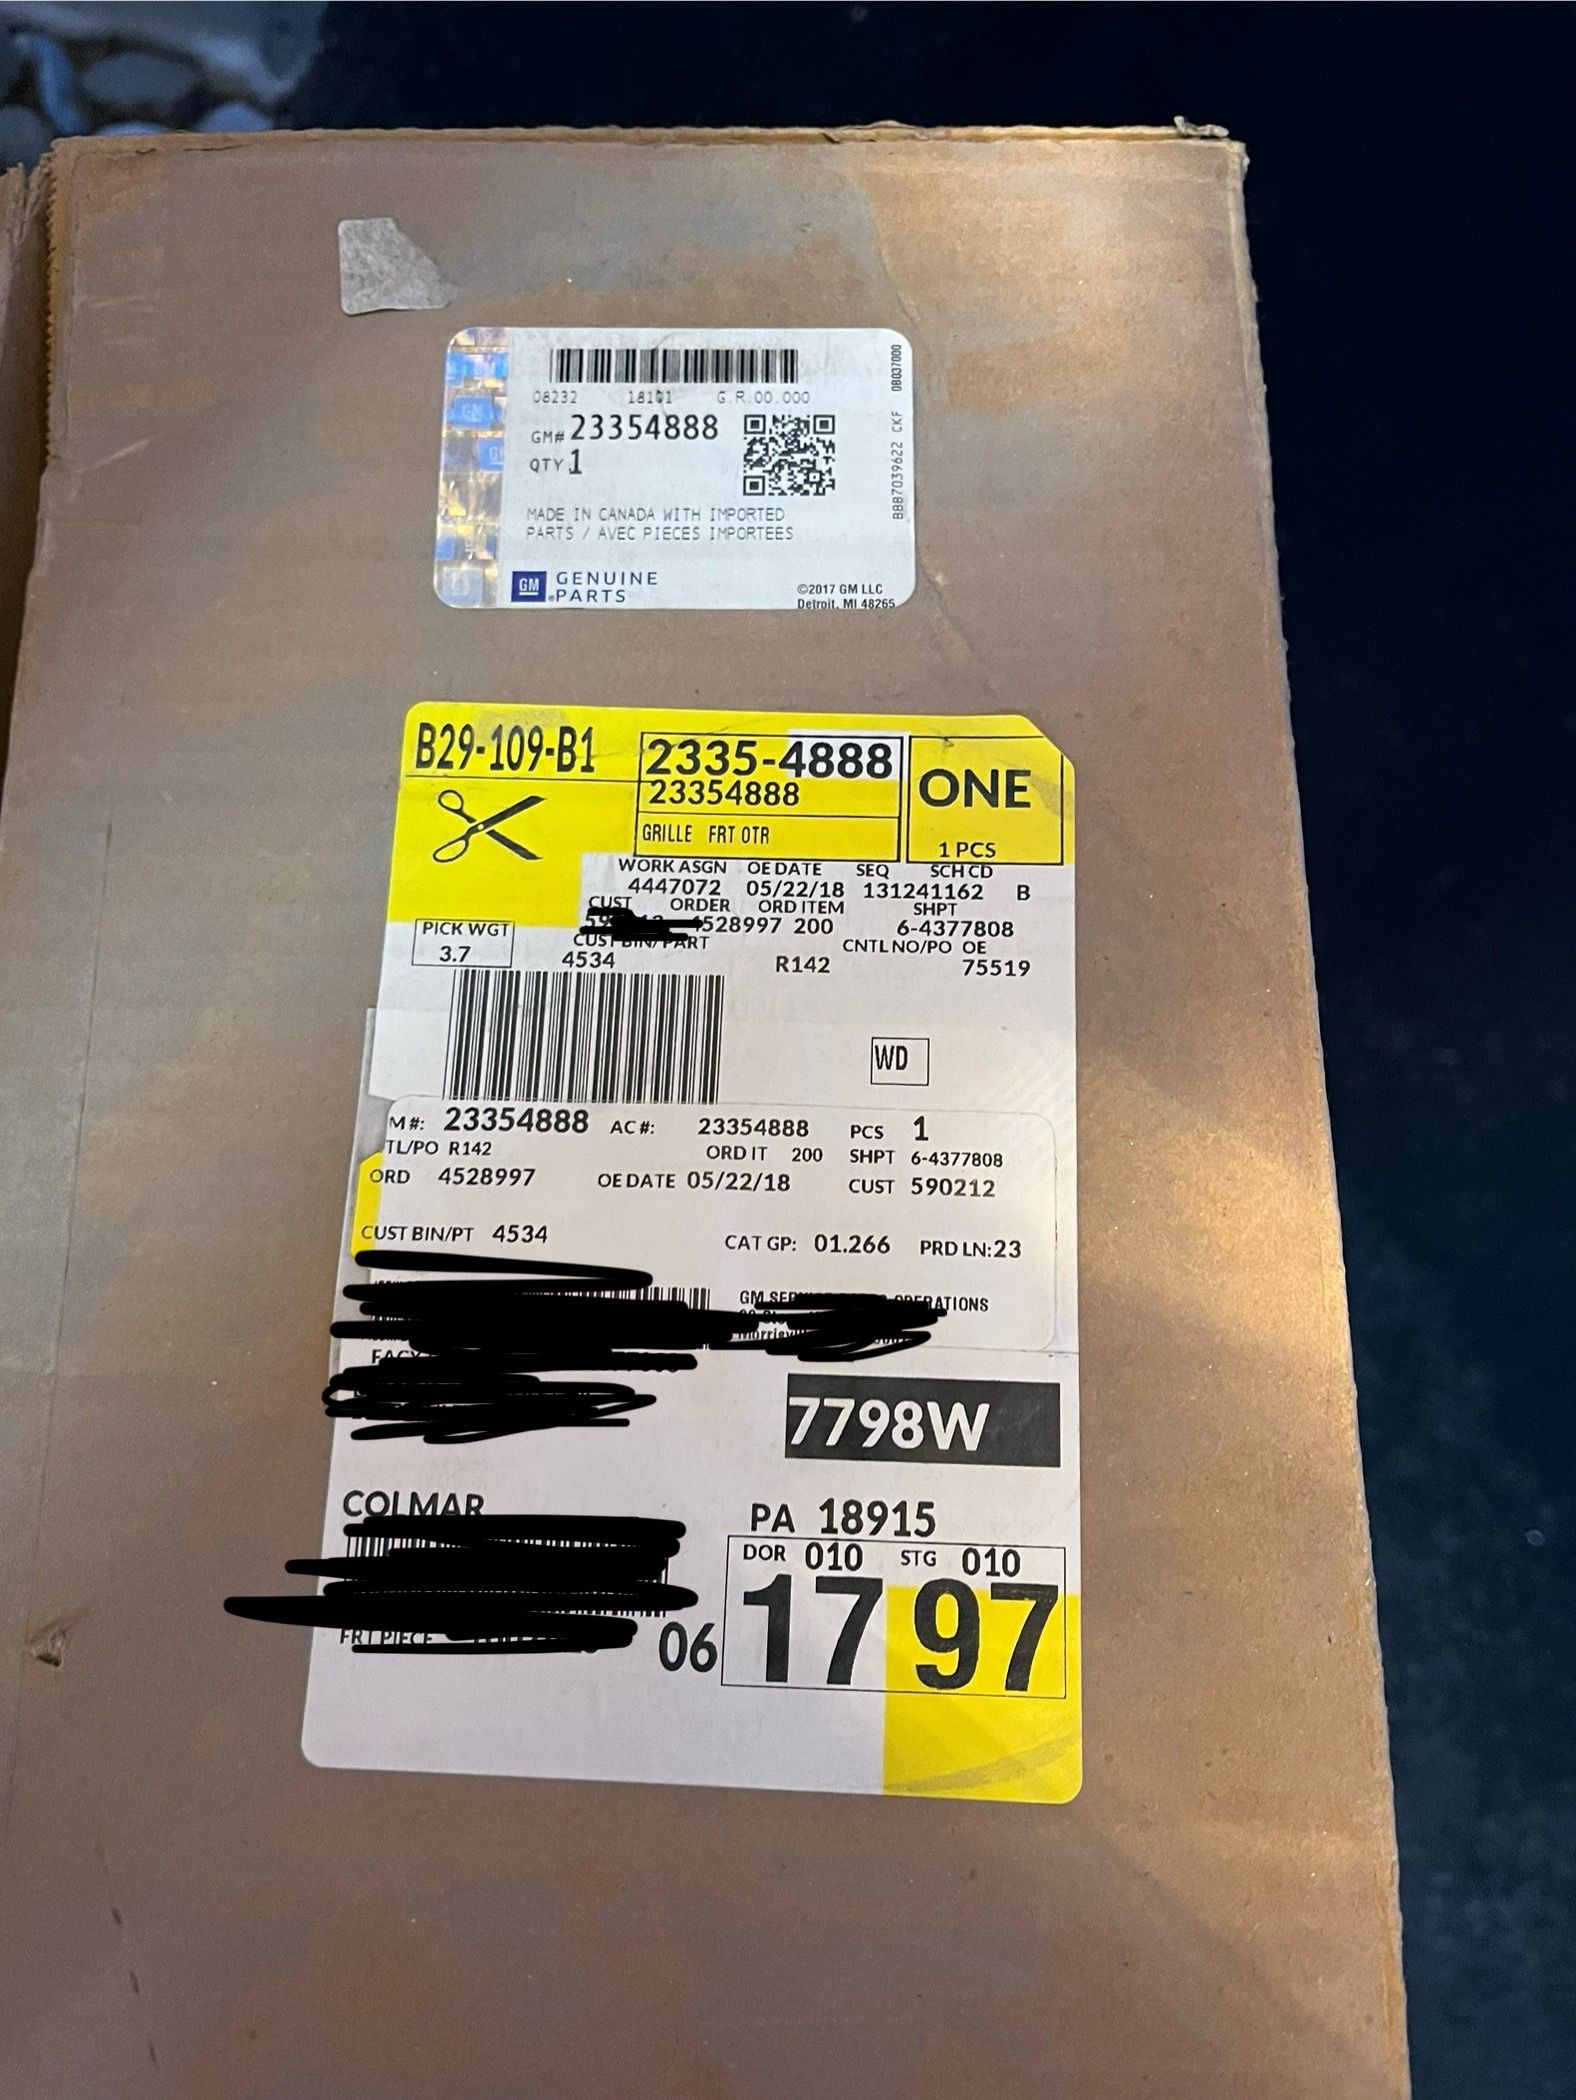 08232 18101 G.R.00.000
GM# 23354888
QTY 1
MADE IN CANADA WITH IMPORTED
PARTS / AVEC PIECES IMPORTEES
GM GENUINE
PARTS
©2017 GM LLC
Detroit, MI 48265
BBB7039622 CKF 08037000
B29-109-B1
2335-4888
23354888
GRILLE FRT OTR
ONE
1 PCS
WORK ASGN OE DATE SEQ SCH CD
4447072 05/22/18 131241162 B
CUST ORDER ORD ITEM SHPT
528997 200 6-4377808
PICK WGT
3.7
CUST BIN/PART CNTL NO/PO OE
4534 R142 75519
WD
M#: 23354888 AC#: 23354888 PCS 1
TL/PO R142 ORD IT 200 SHPT 6-4377808
ORD 4528997 OE DATE 05/22/18 CUST 590212
CUST BIN/PT 4534 CAT GP: 01.266 PRD LN:23
GM OPERATIONS
7798W
COLMAR PA 18915
DOR 010 STG 010
FRT PIECE
06 1797